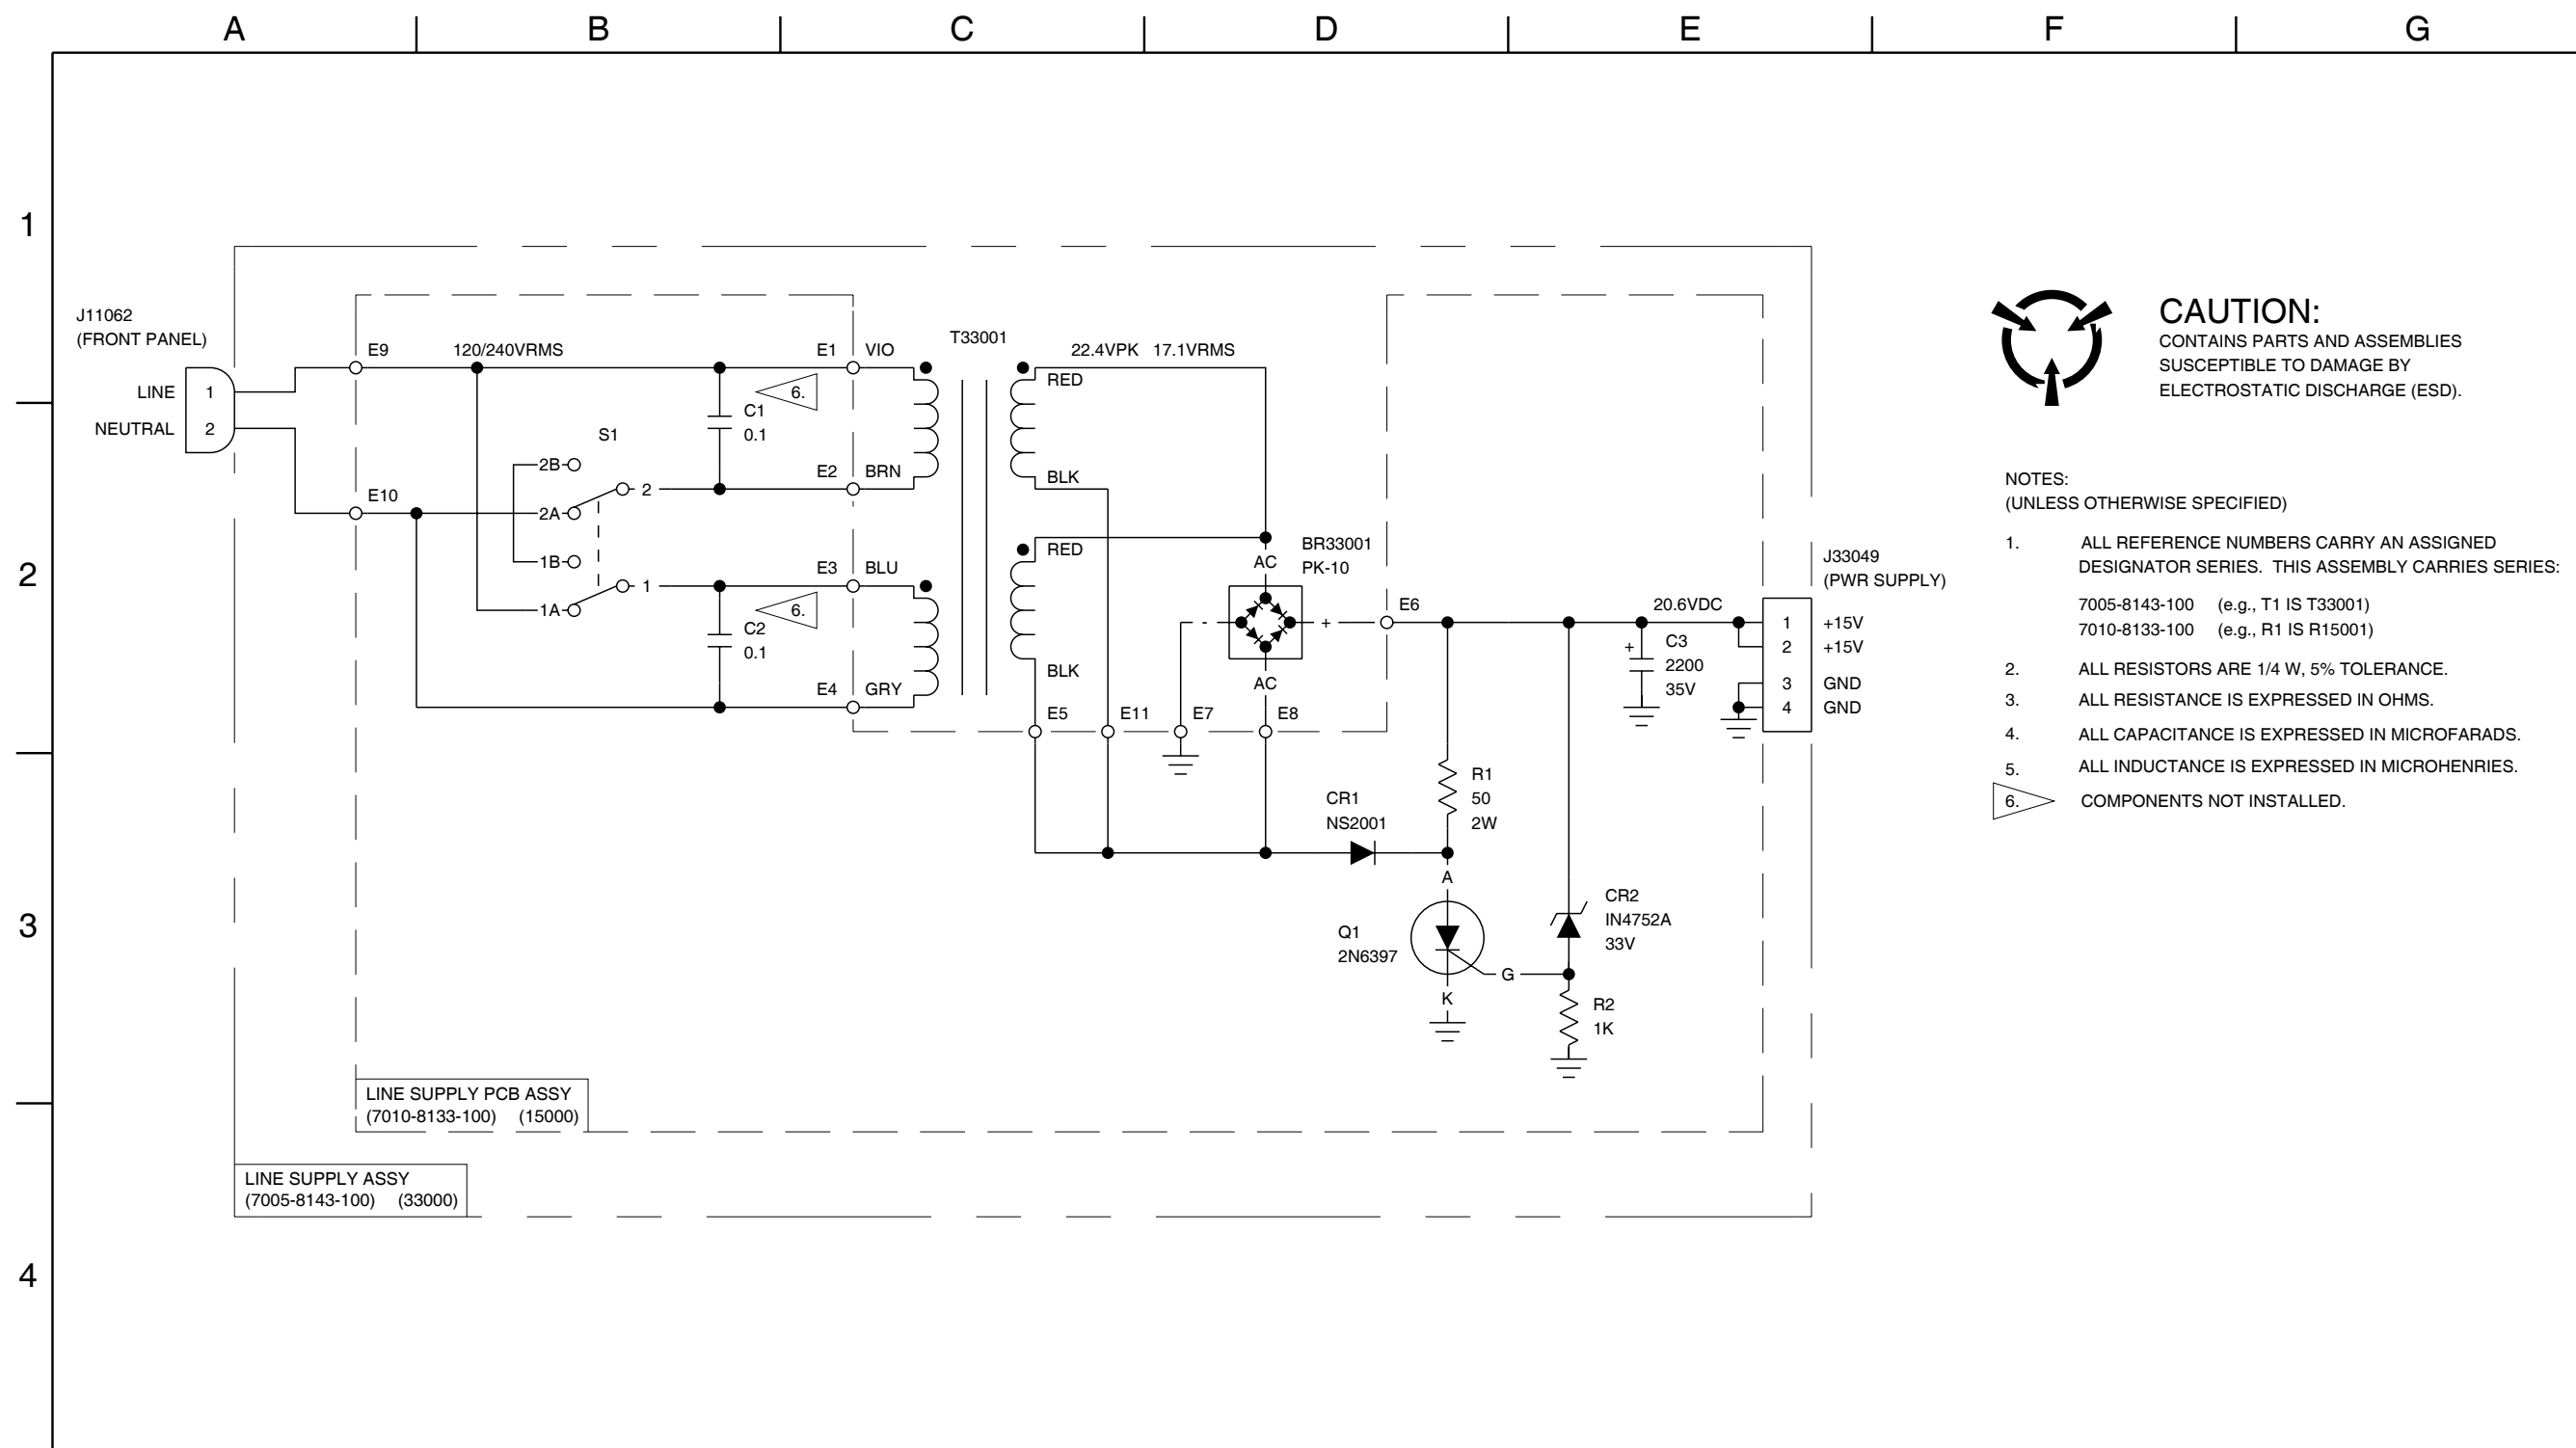 A B C D E F G
1
2
3
4
J11062
(FRONT PANEL)
LINE 1
NEUTRAL 2
E9
120/240VRMS
E10
S1
2B
2A
2
1B
1A
1
C1
0.1
6.
C2
0.1
6.
E1 VIO
E2 BRN
E3 BLU
E4 GRY
T33001
22.4VPK 17.1VRMS
RED
BLK
RED
BLK
E5
E11
E7
E8
AC
BR33001
PK-10
- +
AC
E6
20.6VDC
C3
+ 2200
35V
J33049
(PWR SUPPLY)
1 +15V
2 +15V
3 GND
4 GND
R1
50
2W
CR1
NS2001
A
Q1
2N6397
G
K
CR2
IN4752A
33V
R2
1K
LINE SUPPLY PCB ASSY
(7010-8133-100) (15000)
LINE SUPPLY ASSY
(7005-8143-100) (33000)
CAUTION:
CONTAINS PARTS AND ASSEMBLIES
SUSCEPTIBLE TO DAMAGE BY
ELECTROSTATIC DISCHARGE (ESD).
NOTES:
(UNLESS OTHERWISE SPECIFIED)
1. ALL REFERENCE NUMBERS CARRY AN ASSIGNED
DESIGNATOR SERIES. THIS ASSEMBLY CARRIES SERIES:
7005-8143-100 (e.g., T1 IS T33001)
7010-8133-100 (e.g., R1 IS R15001)
2. ALL RESISTORS ARE 1/4 W, 5% TOLERANCE.
3. ALL RESISTANCE IS EXPRESSED IN OHMS.
4. ALL CAPACITANCE IS EXPRESSED IN MICROFARADS.
5. ALL INDUCTANCE IS EXPRESSED IN MICROHENRIES.
6. COMPONENTS NOT INSTALLED.